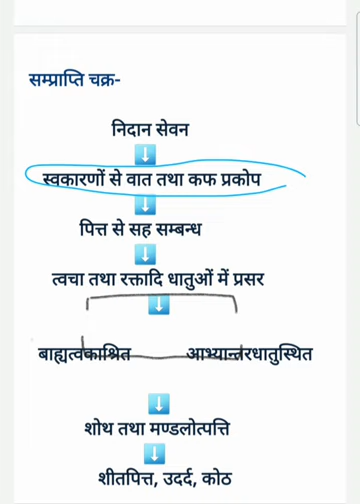 सम्प्राप्ति चक्र-
निदान सेवन
स्वकारणों से वात तथा कफ प्रकोप
पित्त से सह सम्बन्ध
त्वचा तथा रक्तादि धातुओं में प्रसर
बाह्यत्वकाश्रित आभ्यान्तरधातुस्थित
शोथ तथा मण्डलोत्पत्ति
शीतपित्त, उदर्द, कोठ